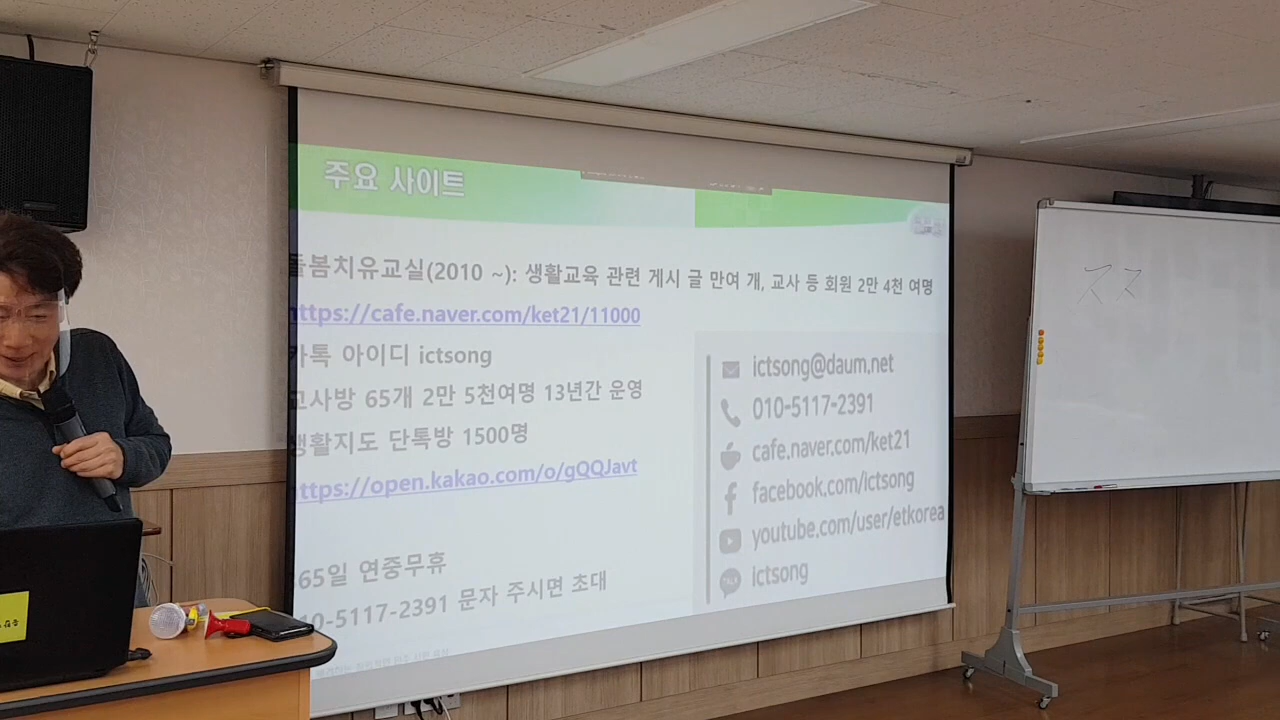 주요 사이트
돌봄치유교실(2010 ~): 생활교육 관련 게시 글 만여 개, 교사 등 회원 2만 4천 여명
https://cafe.naver.com/ket21/11000
카톡 아이디 ictsong
교사방 65개 2만 5천여명 13년간 운영
생활지도 단톡방 1500명
https://open.kakao.com/o/gQQJavt
365일 연중무휴
010-5117-2391 문자 주시면 초대
ictsong@daum.net
010-5117-2391
cafe.naver.com/ket21
facebook.com/ictsong
youtube.com/user/etkorea
TALK
ictsong
ㅈㅈ